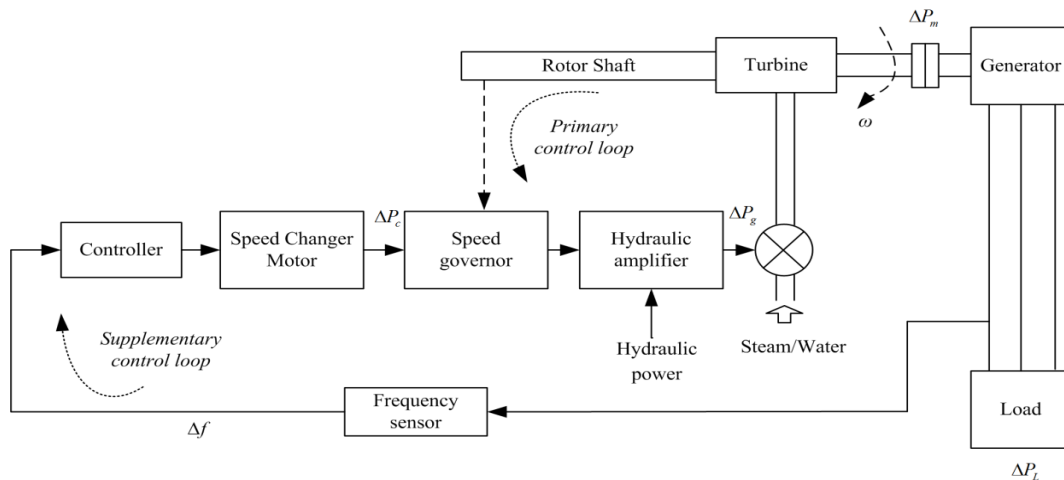 ΔPₘ
Rotor Shaft
Turbine
Generator
ω
Primary
control loop
ΔP_c
ΔP_g
Controller
Speed Changer
Motor
Speed
governor
Hydraulic
amplifier
Supplementary
control loop
Hydraulic
power
Steam/Water
Frequency
sensor
Load
Δf
ΔP_L